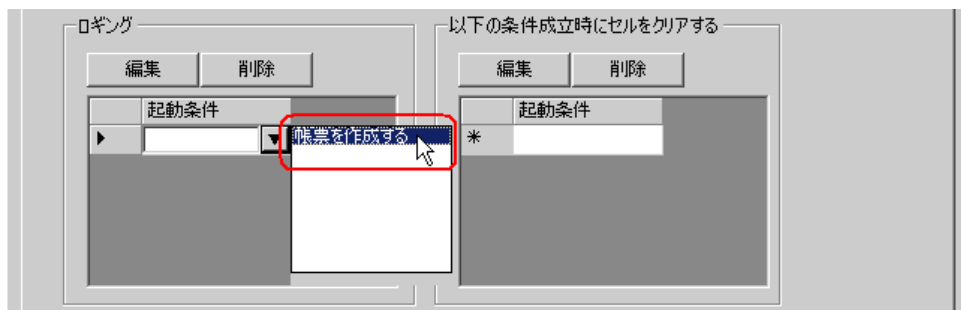 ロギング
編集
削除
起動条件
帳票を作成する
以下の条件成立時にセルをクリアする
編集
削除
起動条件
*